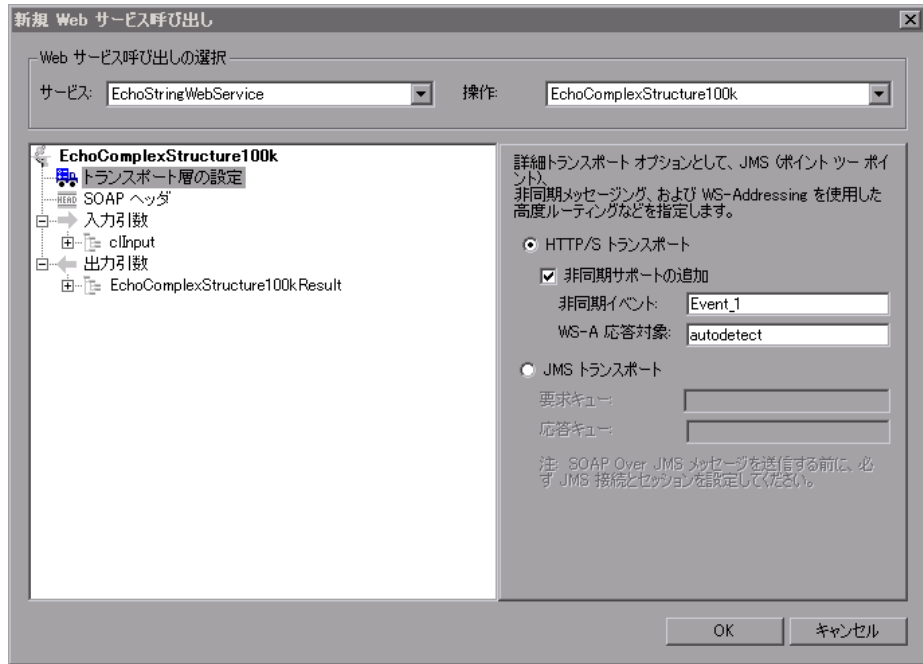 新規 Web サービス呼び出し
Web サービス呼び出しの選択
サービス: EchoStringWebService 操作: EchoComplexStructure100k
EchoComplexStructure100k
トランスポート層の設定
HEAD SOAP ヘッダ
入力引数
clInput
出力引数
EchoComplexStructure100kResult
詳細トランスポート オプションとして、JMS (ポイント ツー ポイ
ント)、
非同期メッセージング、および WS-Addressing を使用した
高度ルーティングなどを指定します。
HTTP/S トランスポート
非同期サポートの追加
非同期イベント: Event_1
WS-A 応答対象: autodetect
JMS トランスポート
要求キュー:
応答キュー:
注: SOAP Over JMS メッセージを送信する前に、必
ず JMS 接続とセッションを設定してください。
OK キャンセル